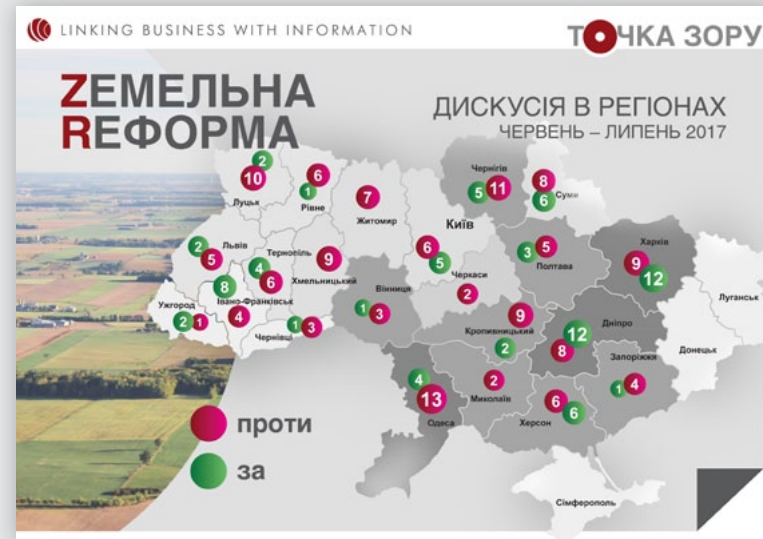 LINKING BUSINESS WITH INFORMATION
ТОЧКА ЗОРУ
ZЕМЕЛЬНА
RЕФОРМА
ДИСКУСІЯ В РЕГІОНАХ
ЧЕРВЕНЬ – ЛИПЕНЬ 2017
2
10
Луцьк
6
1
Рівне
7
Житомир
Київ
6
5
Чернігів
5
11
8
6
Суми
2
5
Львів
4
6
Тернопіль
9
Хмельницький
8
4
Івано-Франківськ
Ужгород
2
1
1
3
Чернівці
Вінниця
1
3
Черкаси
2
3
5
Полтава
Харків
9
12
Луганськ
9
Кропивницький
2
12
Дніпро
8
Донецьк
Запоріжжя
1
4
4
13
Одеса
2
Миколаїв
6
6
Херсон
Сімферополь
проти
за